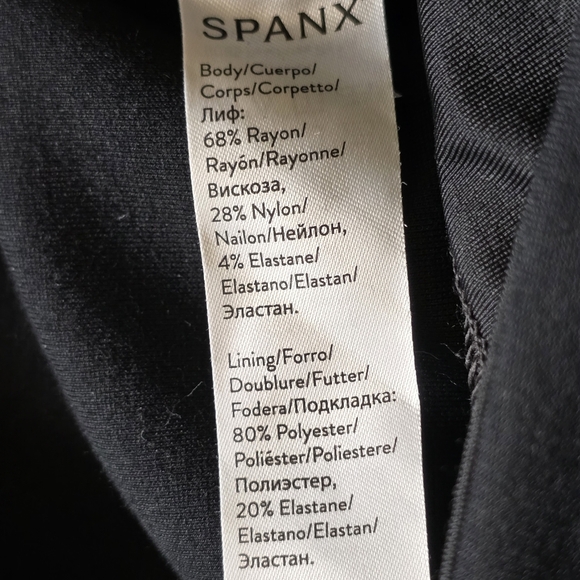 SPANX
Body/Cuerpo/
Corps/Corpetto/
Лиф:
68% Rayon/
Rayón/Rayonne/
Вискоза,
28% Nylon/
Nailon/Нейлон,
4% Elastane/
Elastano/Elastan/
Эластан.
Lining/Forro/
Doublure/Futter/
Fodera/Подкладка:
80% Polyester/
Poliéster/Poliestere/
Полиэстер,
20% Elastane/
Elastano/Elastan/
Эластан.